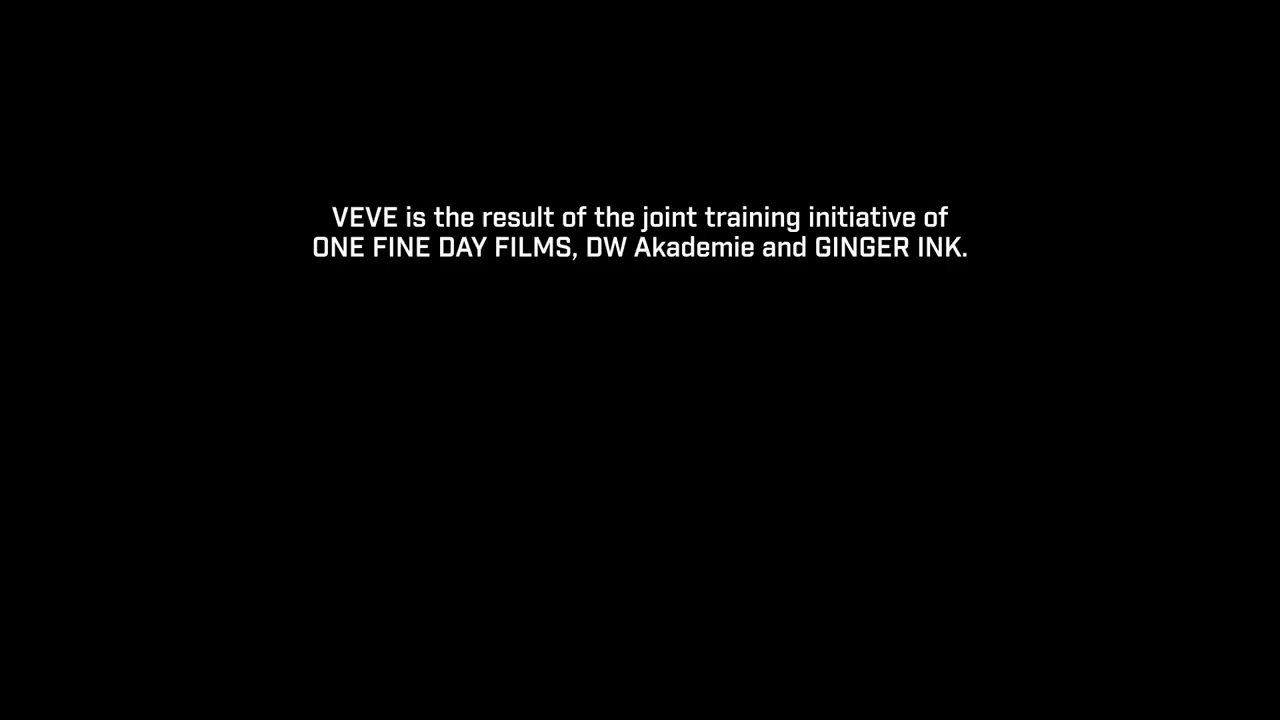 VEVE is the result of the joint training initiative of
ONE FINE DAY FILMS, DW Akademie and GINGER INK.